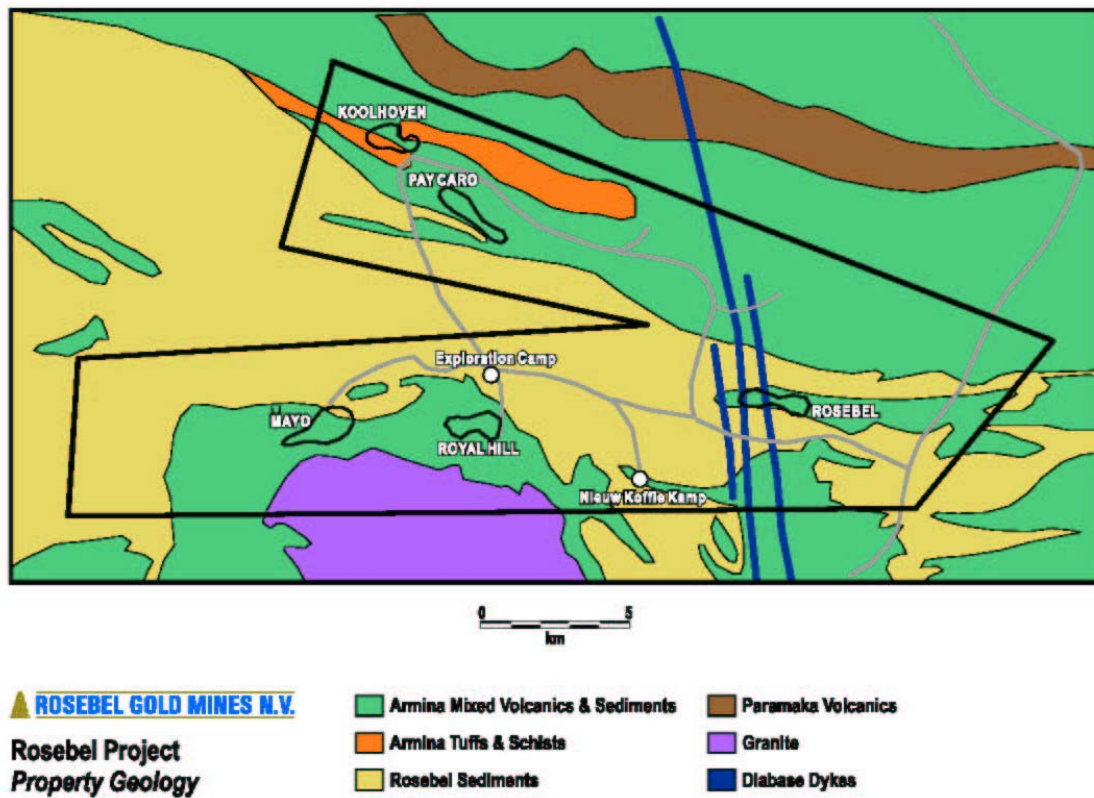 KOOLHOVEN
PAY CARO
Exploration Camp
MAYO
ROYAL HILL
ROSEBEL
Nieuw Koffie Kamp
0 5
km
ROSEBEL GOLD MINES N.V.
Rosebel Project
Property Geology
Armina Mixed Volcanics & Sediments
Armina Tuffs & Schists
Rosebel Sediments
Paramaka Volcanics
Granite
Diabase Dykes